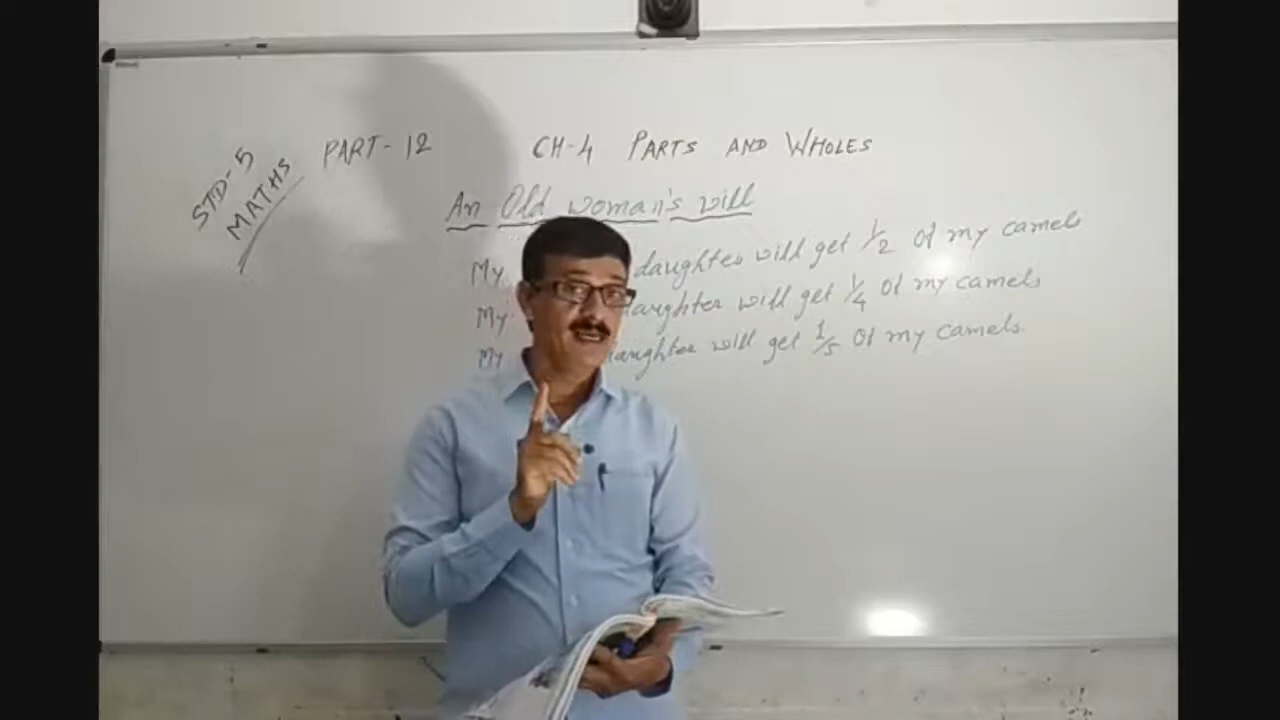 STD-5
MATHS
PART-12
CH-4 PARTS AND WHOLES
An Old woman's will
My daughter will get 1/2 of my camels
My daughter will get 1/4 of my camels
My daughter will get 1/5 of my camels.